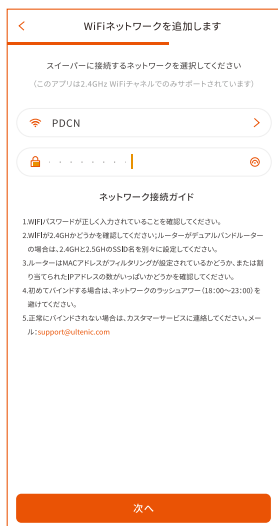 WiFiネットワークを追加します
スイーパーに接続するネットワークを選択してください
(このアプリは2.4GHz WiFiチャネルでのみサポートされています)
PDCN
ネットワーク接続ガイド
1.WIFIパスワードが正しく入力されていることを確認してください。
2.WIFIが2.4GHかどうかを確認してください;ルーターがデュアルバンドルーター
の場合は、2.4GHと2.5GHのSSID名を別々に設定してください。
3.ルーターはMACアドレスがフィルタリングが設定されているかどうか、または割
り当てられたIPアドレスの数がいっぱいかどうかを確認してください。
4.初めてバインドする場合は、ネットワークのラッシュアワー(18:00~23:00)を
避けてください。
5.正常にバインドされない場合は、カスタマーサービスに連絡してください。メー
ル:support@ultenic.com
次へ